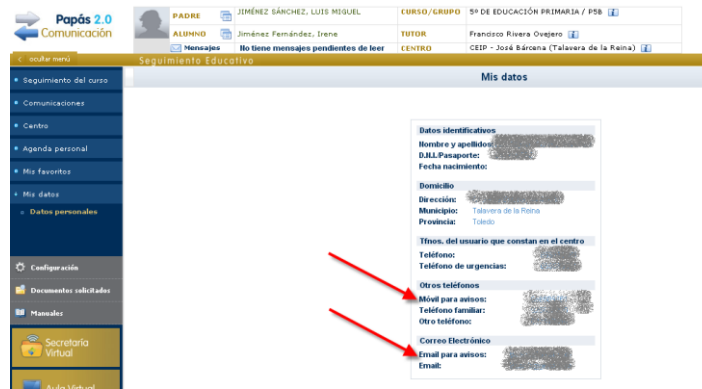 Papás 2.0
Comunicación
PADRE JIMÉNEZ SÁNCHEZ, LUIS MIGUEL CURSO/GRUPO 5º DE EDUCACIÓN PRIMARIA / P5B
ALUMNO Jiménez Fernández, Irene TUTOR Francisco Rivera Ovejero
Mensajes No tiene mensajes pendientes de leer CENTRO CEIP - José Bárcena (Talavera de la Reina)
ocultar menú Seguimiento Educativo
Mis datos
Seguimiento del curso
Comunicaciones
Centro
Agenda personal
Mis favoritos
Mis datos
Datos personales
Configuración
Documentos solicitados
Manuales
Secretaría
Virtual
Aula Virtual
Datos identificativos
Nombre y apellidos:
D.N.I./Pasaporte:
Fecha nacimiento:
Domicilio
Dirección:
Municipio: Talavera de la Reina
Provincia: Toledo
Tfnos. del usuario que constan en el centro
Teléfono:
Teléfono de urgencias:
Otros teléfonos
Móvil para avisos:
Teléfono familiar:
Otro teléfono:
Correo Electrónico
Email para avisos:
Email: